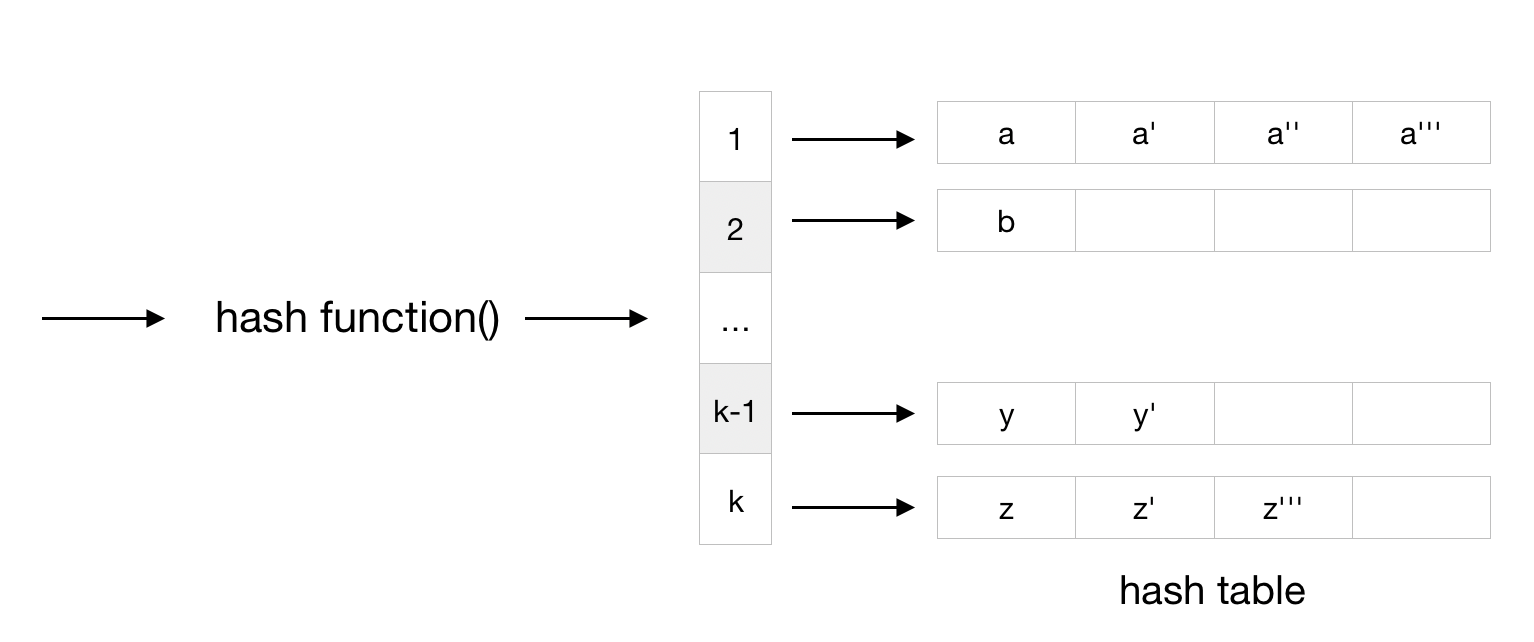 1
a a' a'' a'''
2
b
hash function()
...
k-1
y y'
k
z z' z'''
hash table